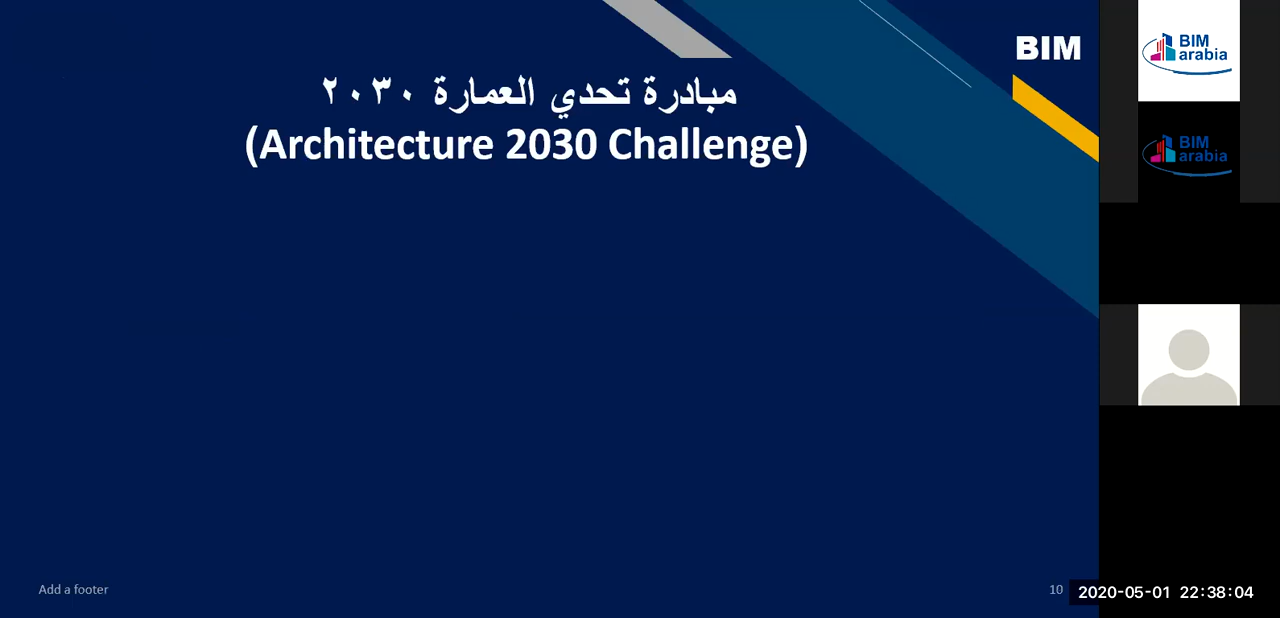 BIM
مبادرة تحدي العمارة ٢٠٣٠
(Architecture 2030 Challenge)
BIM
arabia
BIM
arabia
Add a footer
10
2020-05-01 22:38:04